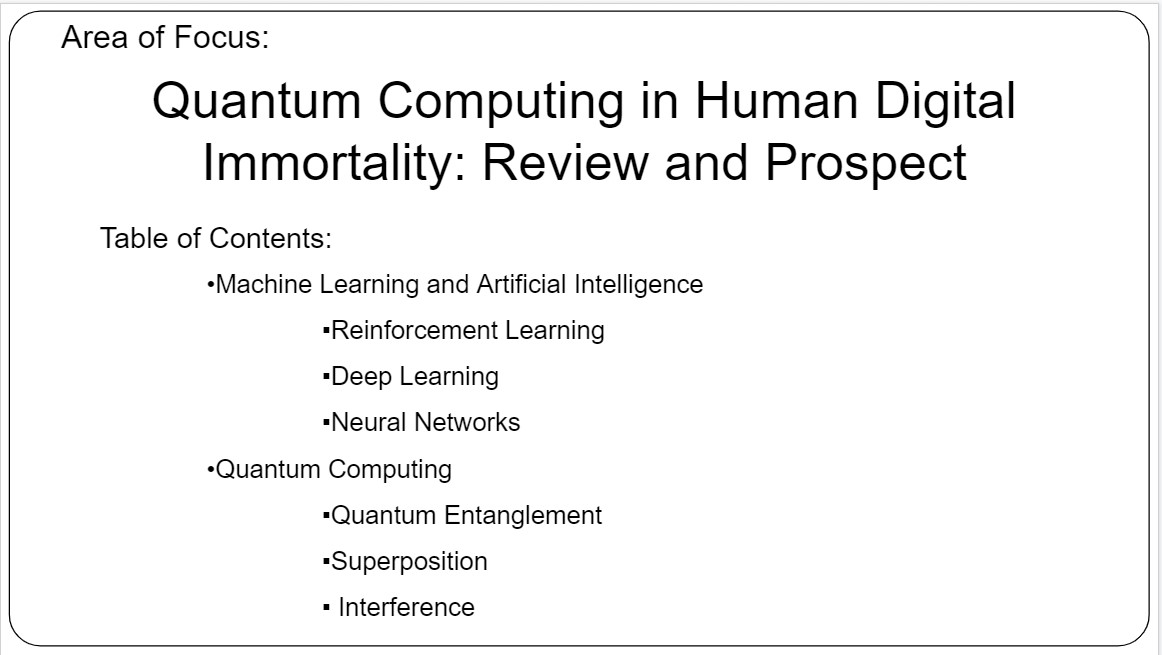 Area of Focus:
Quantum Computing in Human Digital
Immortality: Review and Prospect
Table of Contents:
•Machine Learning and Artificial Intelligence
▪Reinforcement Learning
▪Deep Learning
▪Neural Networks
•Quantum Computing
▪Quantum Entanglement
▪Superposition
▪ Interference